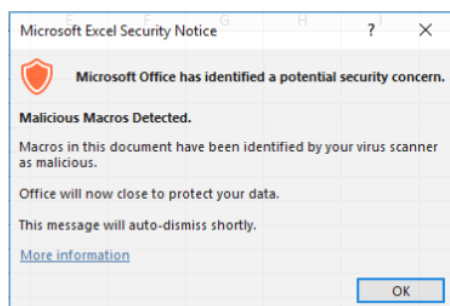 E F G H I
Microsoft Excel Security Notice ? ×
Microsoft Office has identified a potential security concern.
Malicious Macros Detected.
Macros in this document have been identified by your virus scanner
as malicious.
Office will now close to protect your data.
This message will auto-dismiss shortly.
More information
OK